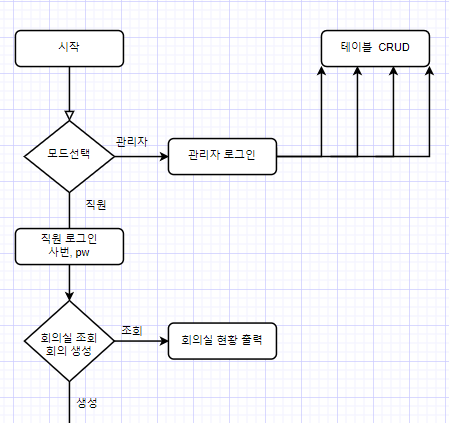 시작
테이블 CRUD
모드선택
관리자
관리자 로그인
직원
직원 로그인
사번, pw
회의실 조회
회의 생성
조회
회의실 현황 출력
생성